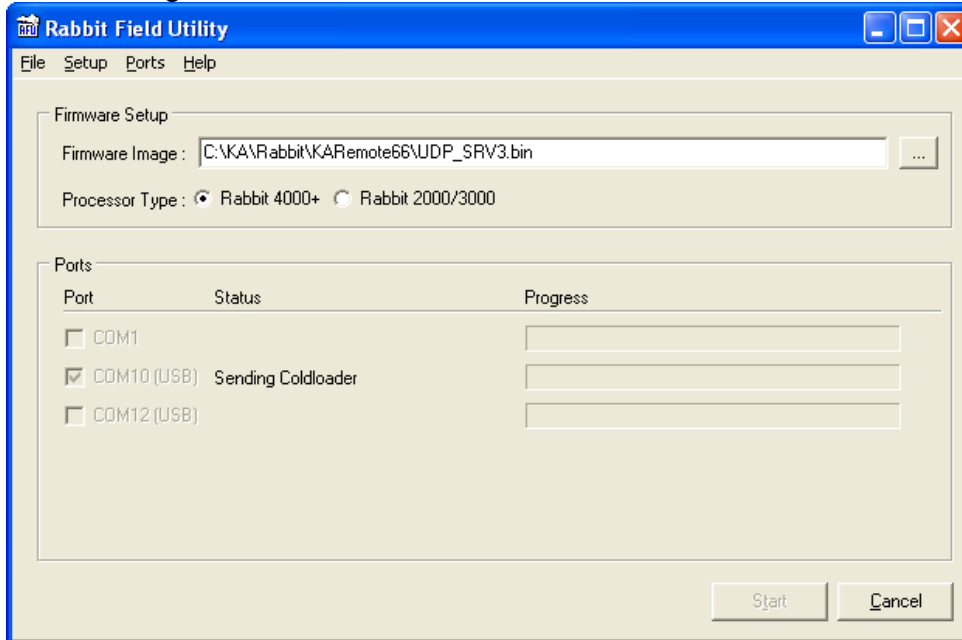 Rabbit Field Utility
File Setup Ports Help
Firmware Setup
Firmware Image : C:\KA\Rabbit\KARemote66\UDP_SRV3.bin ...
Processor Type : Rabbit 4000+ Rabbit 2000/3000
Ports
Port Status Progress
COM1
COM10 (USB) Sending Coldloader
COM12 (USB)
Start Cancel